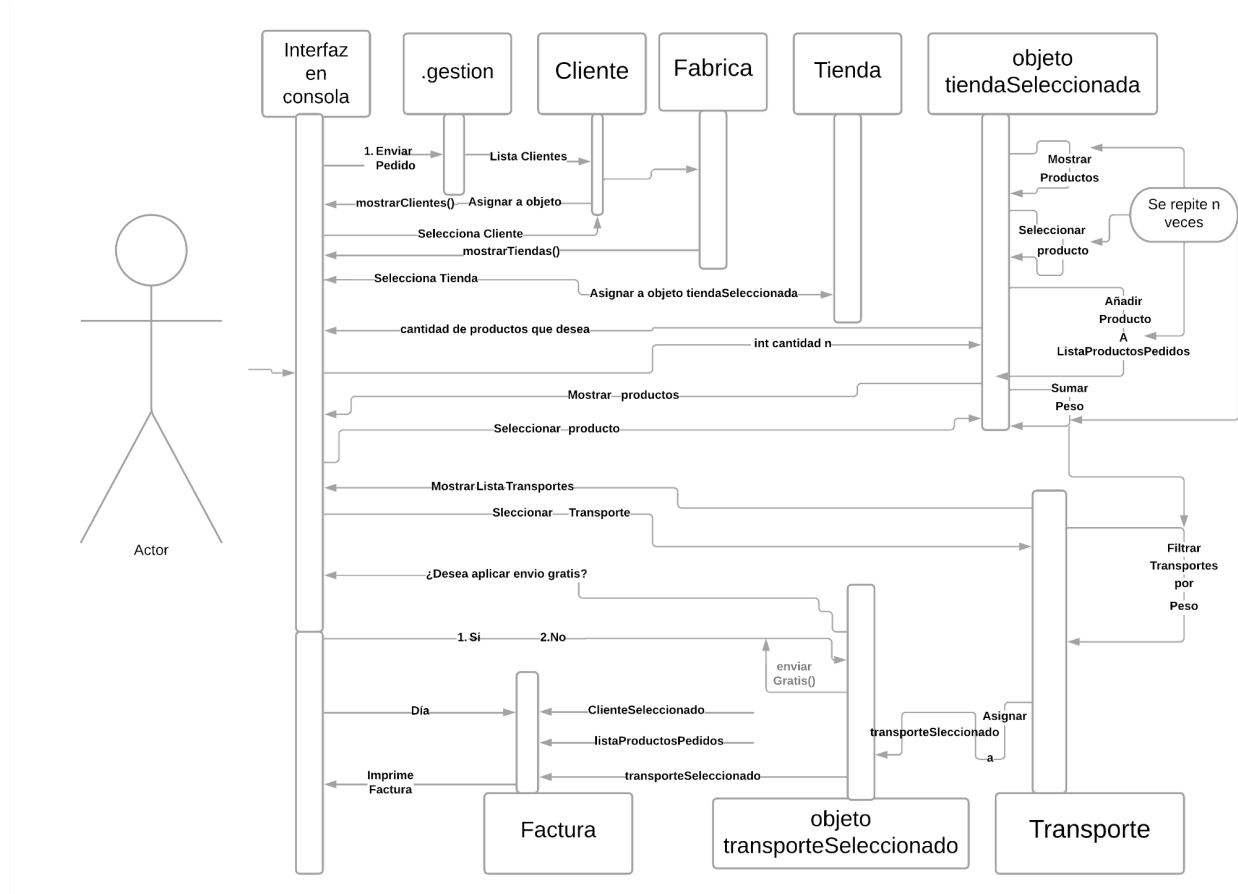 Interfaz
en
consola
.gestion
Cliente
Fabrica
Tienda
objeto
tiendaSeleccionada
1. Enviar
Pedido
Lista Clientes
Mostrar
Productos
mostrarClientes()
Asignar a objeto
Se repite n
veces
Selecciona Cliente
Seleccionar
producto
mostrarTiendas()
Selecciona Tienda
Asignar a objeto tiendaSeleccionada
Añadir
Producto
A
ListaProductosPedidos
cantidad de productos que desea
int cantidad n
Mostrar productos
Sumar
Peso
Seleccionar producto
Mostrar Lista Transportes
Sleccionar Transporte
Actor
Filtrar
Transportes
por
Peso
¿Desea aplicar envio gratis?
1. Si 2.No
enviar
Gratis()
Día
ClienteSeleccionado
Asignar
transporteSleccionado
a
listaProductosPedidos
Imprime
Factura
transporteSeleccionado
Factura
objeto
transporteSeleccionado
Transporte